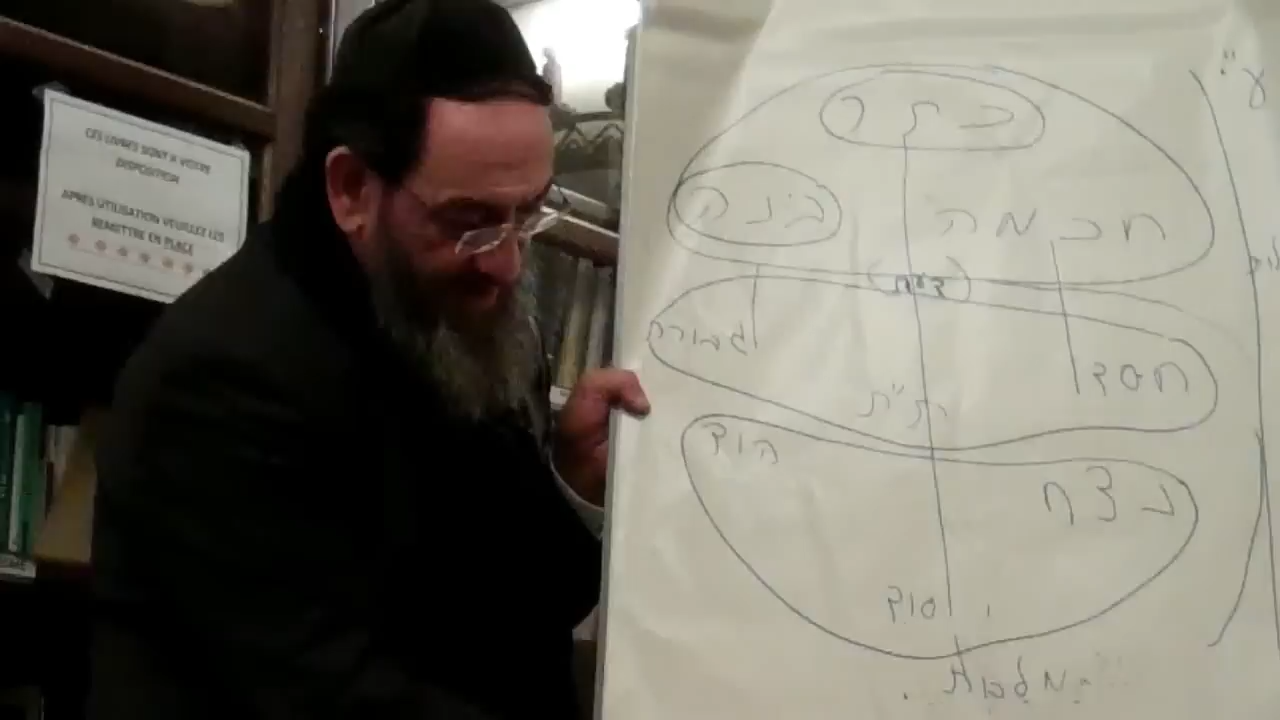 CES LIVRES SONT A VOTRE
DISPOSITION
APRES UTILISATION VEUILLEZ LES
REMETTRE EN PLACE
כתר
חכמה בינה
(דעת)
חסד גבורה
ת"ת
נצח הוד
יסוד
מלכות